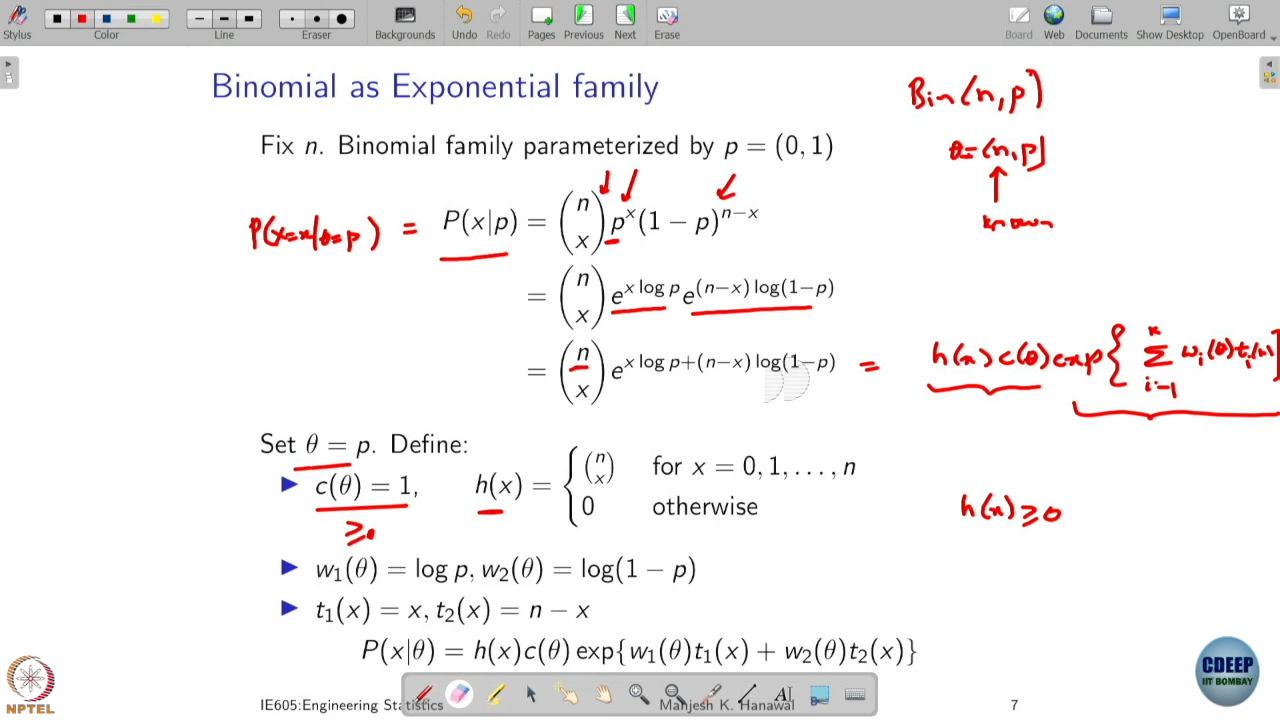 Stylus
Color
Line
Eraser
Backgrounds
Undo
Redo
Pages
Previous
Next
Erase
Board
Web
Documents
Show Desktop
OpenBoard
Binomial as Exponential family
Bin(n,p)
Fix n. Binomial family parameterized by p = (0, 1)
θ=(n,p)
known
P(X=x/θ=p) = P(x|p) = (n x) p^x (1 − p)^{n−x}
= (n x) e^{x log p} e^{(n−x) log(1−p)}
= (n x) e^{x log p+(n−x) log(1−p)} = h(x) c(θ) exp{ Σ_{i=1}^{k} w_i(θ) t_i(x)
Set θ = p. Define:
▶ c(θ) = 1, h(x) = { (n x) for x = 0, 1, . . . , n
0 otherwise
≥0
h(x) ≥ 0
▶ w₁(θ) = log p, w₂(θ) = log(1 − p)
▶ t₁(x) = x, t₂(x) = n − x
P(x|θ) = h(x)c(θ) exp{w₁(θ)t₁(x) + w₂(θ)t₂(x)}
NPTEL
IE605:Engineering Statistics
Manjesh K. Hanawal
7
CDEEP
IIT BOMBAY